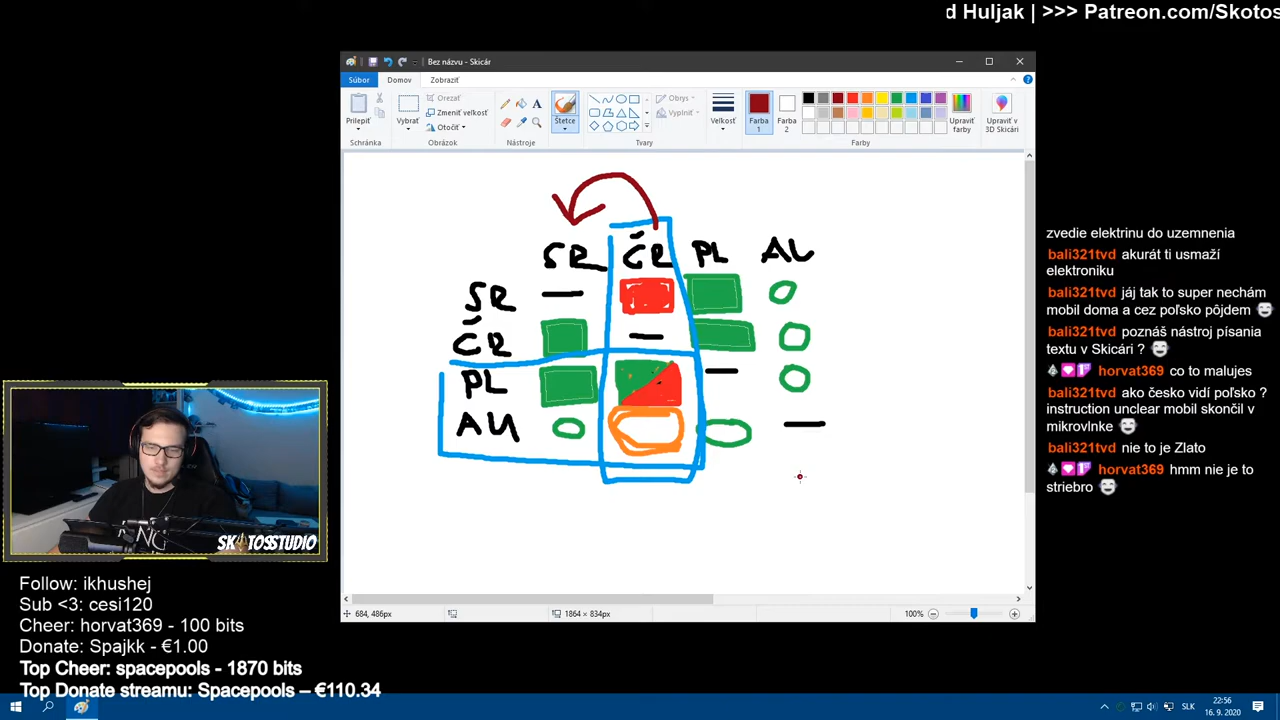 d Huljak | >>> Patreon.com/Skotos
Bez názvu - Skicár
Súbor
Domov
Zobraziť
Prilepiť
Schránka
Vybrať
Orezať
Zmeniť veľkosť
Otočiť
Obrázok
A
Nástroje
Štetce
Obrys
Vyplniť
Tvary
Veľkosť
Farba 1
Farba 2
Upraviť farby
Upraviť v 3D Skicári
Farby
SR ČR PL AU
SR
ČR
PL
AU
684, 486px
1864 × 834px
100%
zvedie elektrinu do uzemnenia
bali321tvd akurát ti usmaží
elektroniku
bali321tvd jáj tak to super nechám
mobil doma a cez poľsko pôjdem
bali321tvd poznáš nástroj písania
textu v Skicári ?
horvat369 co to malujes
bali321tvd ako česko vidí poľsko ?
instruction unclear mobil skončil v
mikrovlnke
bali321tvd nie to je Zlato
horvat369 hmm nie je to
striebro
SKOTOSSTUDIO
Follow: ikhushej
Sub <3: cesi120
Cheer: horvat369 - 100 bits
Donate: Spajkk - €1.00
Top Cheer: spacepools - 1870 bits
Top Donate streamu: Spacepools – €110.34
SLK
22:56
16. 9. 2020